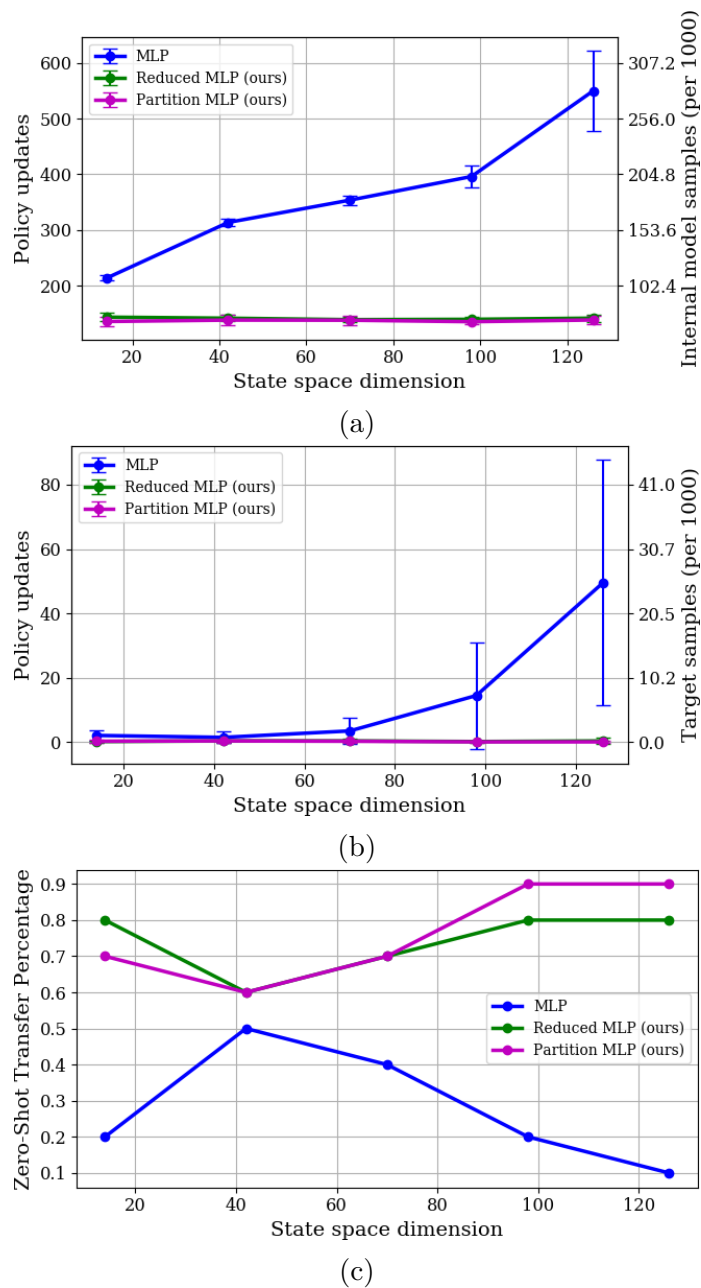 MLP
Reduced MLP (ours)
Partition MLP (ours)
Policy updates
600
500
400
300
200
307.2
256.0
204.8
153.6
102.4
Internal model samples (per 1000)
20 40 60 80 100 120
State space dimension
(a)
MLP
Reduced MLP (ours)
Partition MLP (ours)
Policy updates
80
60
40
20
0
41.0
30.7
20.5
10.2
0.0
Target samples (per 1000)
20 40 60 80 100 120
State space dimension
(b)
Zero-Shot Transfer Percentage
0.9
0.8
0.7
0.6
0.5
0.4
0.3
0.2
0.1
MLP
Reduced MLP (ours)
Partition MLP (ours)
20 40 60 80 100 120
State space dimension
(c)